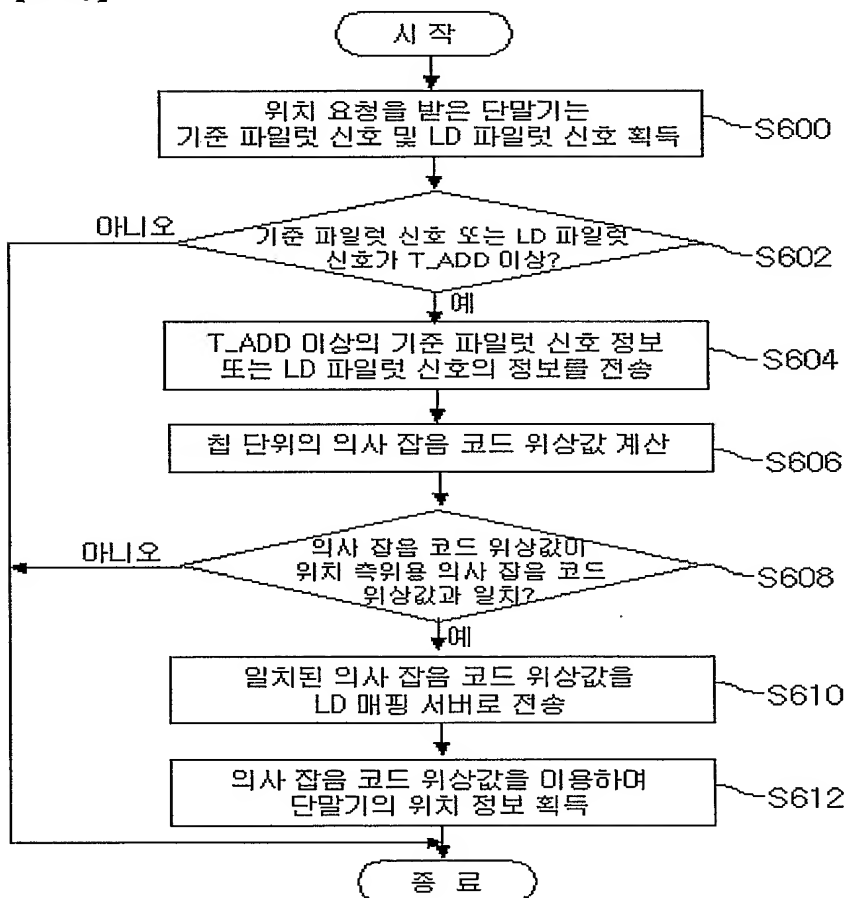 시 작
위치 요청을 받은 단말기는
기준 파일럿 신호 및 LD 파일럿 신호 획득
S600
아니오
기준 파일럿 신호 또는 LD 파일럿
신호가 T_ADD 이상?
S602
예
T_ADD 이상의 기준 파일럿 신호 정보
또는 LD 파일럿 신호의 정보를 전송
S604
칩 단위의 의사 잡음 코드 위상값 계산
S606
아니오
의사 잡음 코드 위상값이
위치 측위용 의사 잡음 코드
위상값과 일치?
S608
예
일치된 의사 잡음 코드 위상값을
LD 매핑 서버로 전송
S610
의사 잡음 코드 위상값을 이용하여
단말기의 위치 정보 획득
S612
종 료